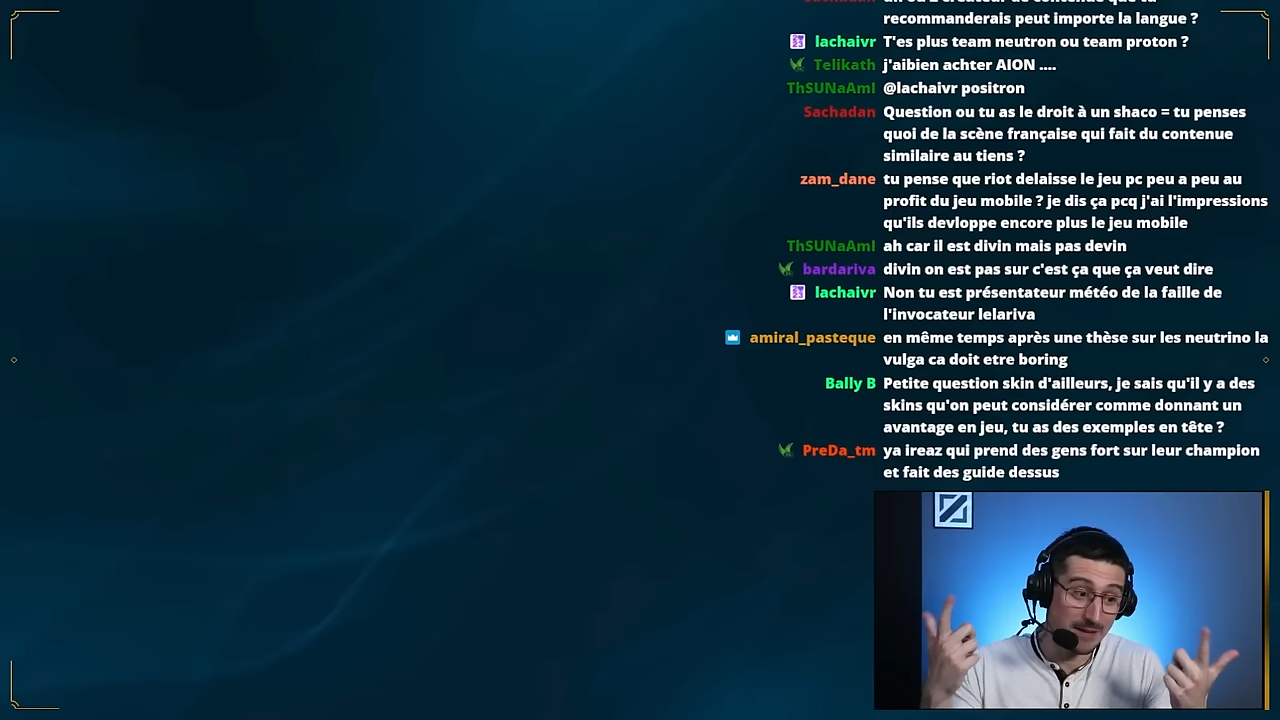 recommanderais peut importe la langue ?
lachaivr T'es plus team neutron ou team proton ?
Telikath j'aibien achter AION ....
ThSUNaAmI @lachaivr positron
Sachadan Question ou tu as le droit à un shaco = tu penses
quoi de la scène française qui fait du contenue
similaire au tiens ?
zam_dane tu pense que riot delaisse le jeu pc peu a peu au
profit du jeu mobile ? je dis ça pcq j'ai l'impressions
qu'ils devloppe encore plus le jeu mobile
ThSUNaAmI ah car il est divin mais pas devin
bardariva divin on est pas sur c'est ça que ça veut dire
lachaivr Non tu est présentateur météo de la faille de
l'invocateur lelariva
amiral_pasteque en même temps après une thèse sur les neutrino la
vulga ca doit etre boring
Bally B Petite question skin d'ailleurs, je sais qu'il y a des
skins qu'on peut considérer comme donnant un
avantage en jeu, tu as des exemples en tête ?
PreDa_tm ya ireaz qui prend des gens fort sur leur champion
et fait des guide dessus